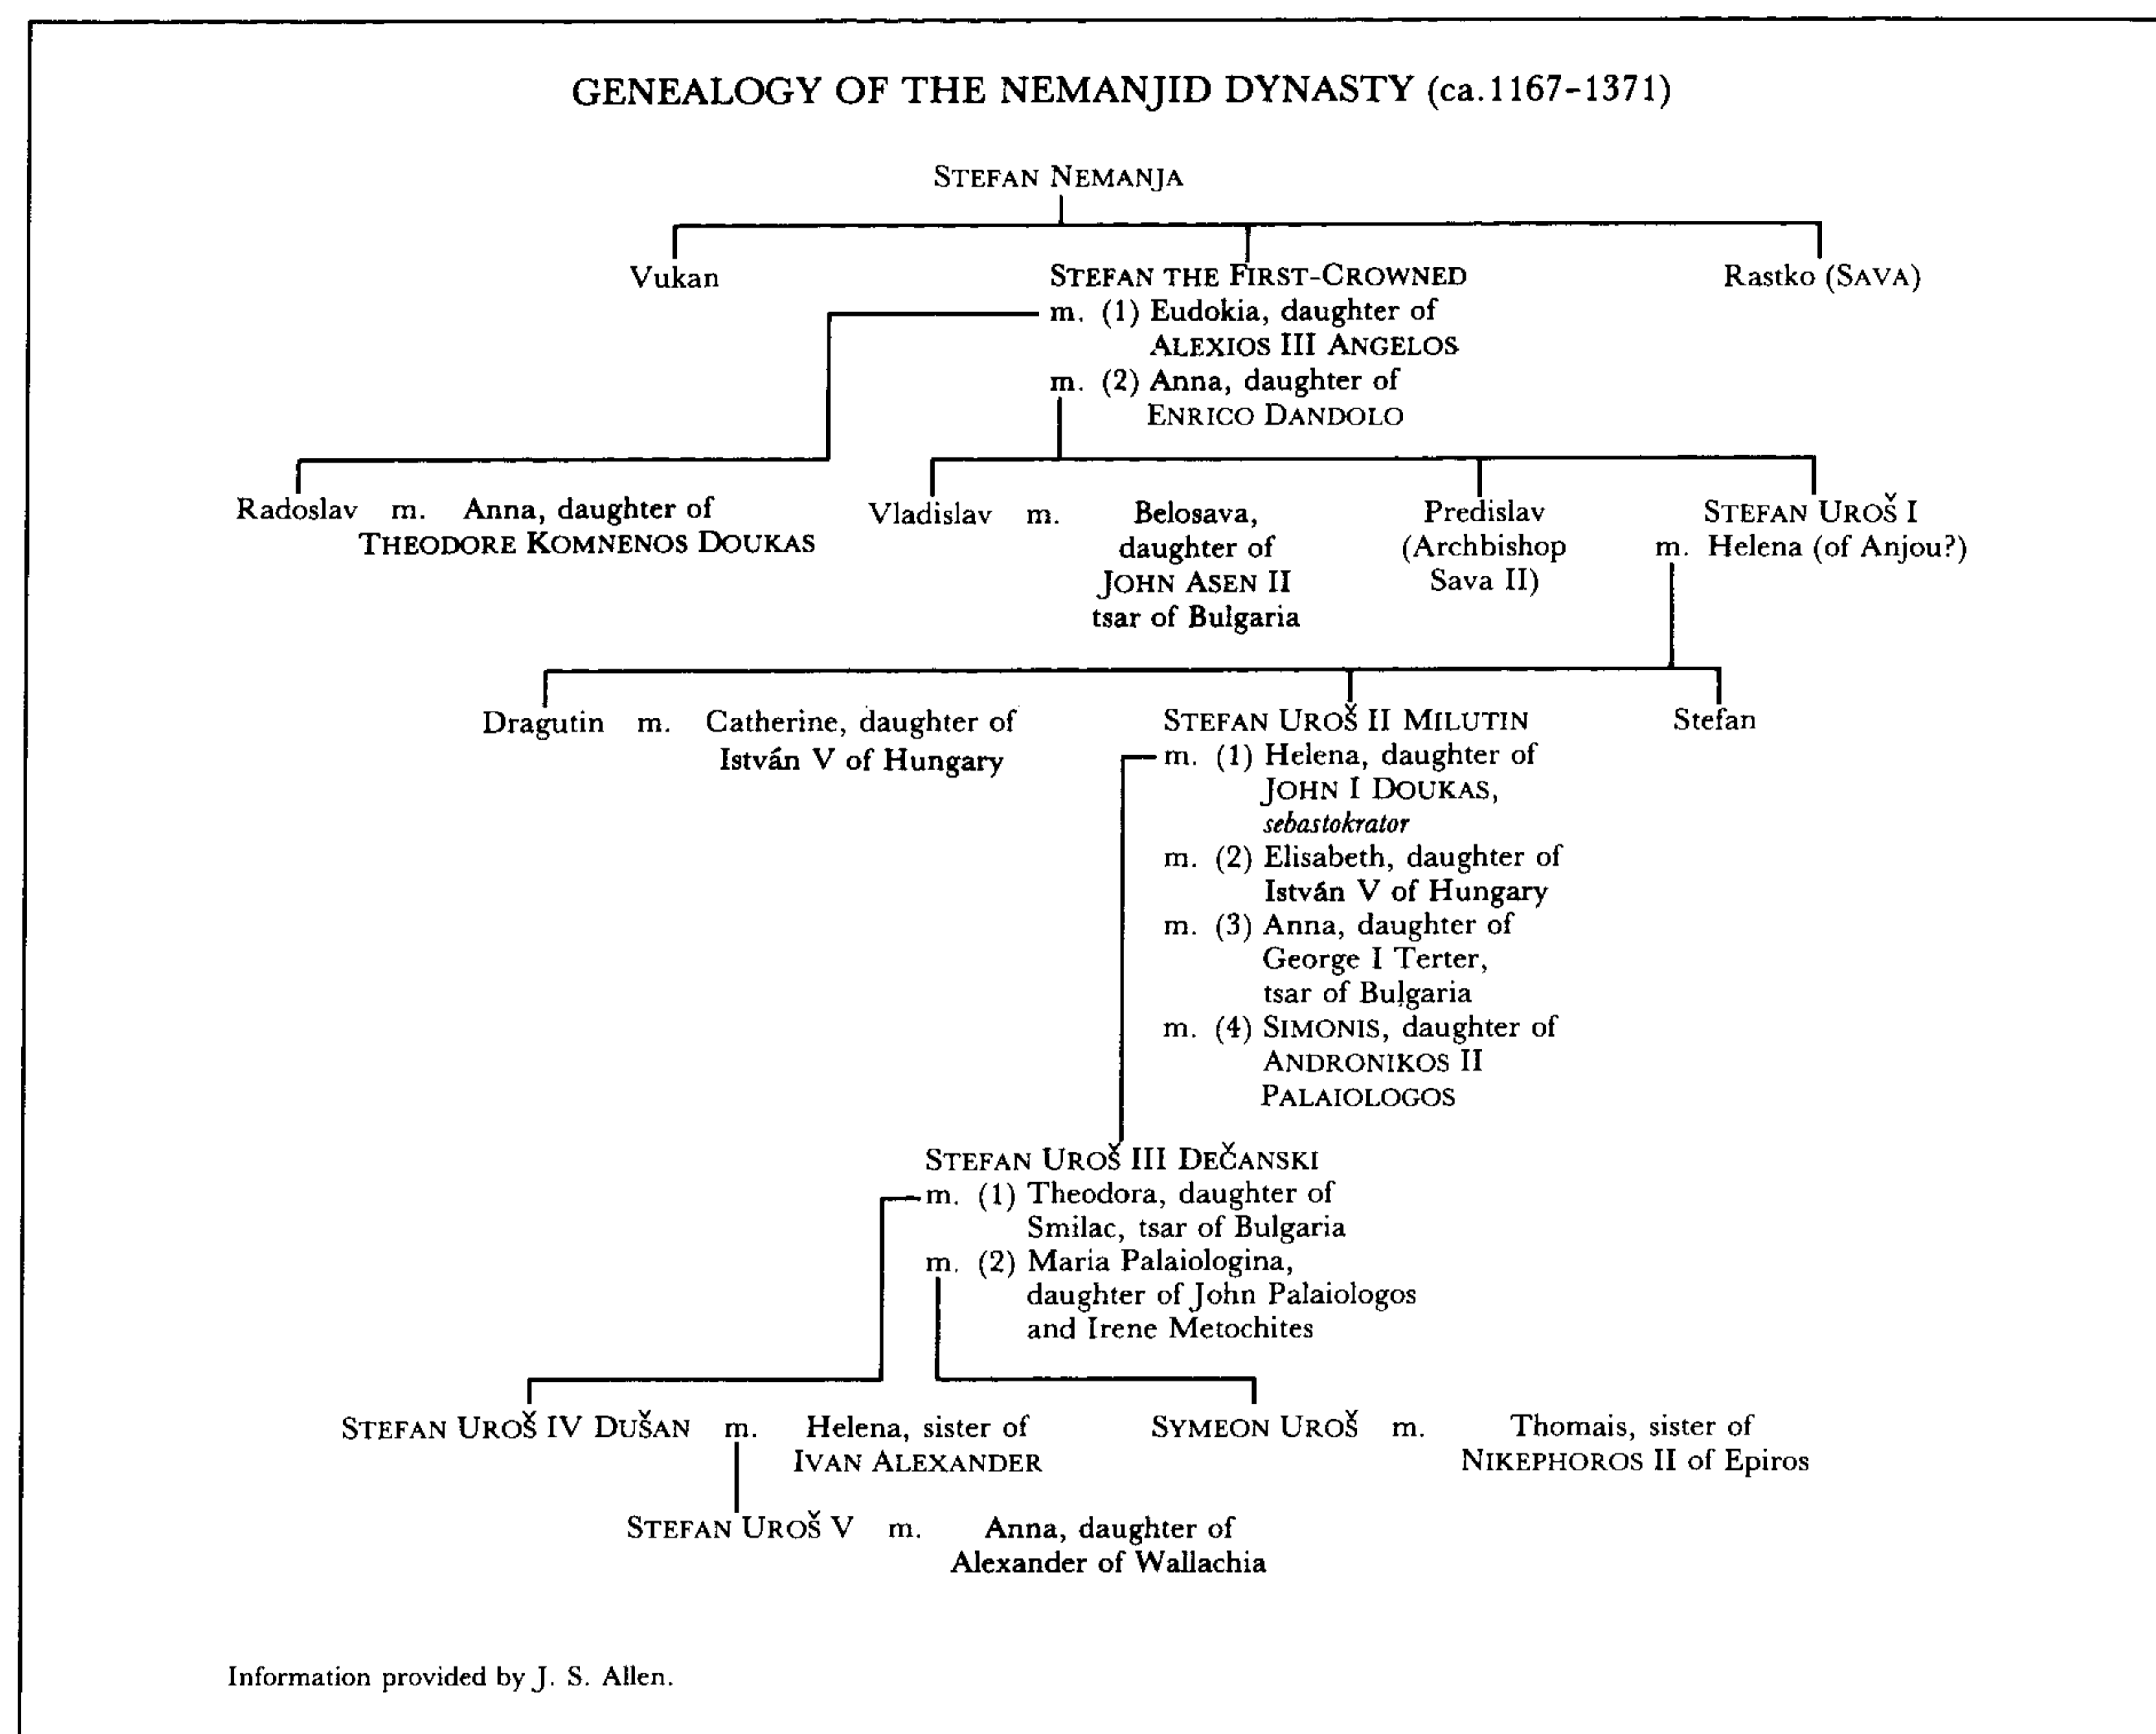 GENEALOGY OF THE NEMANJID DYNASTY (ca.1167-1371)
STEFAN NEMANJA
Vukan
STEFAN THE FIRST-CROWNED
m. (1) Eudokia, daughter of
ALEXIOS III ANGELOS
m. (2) Anna, daughter of
ENRICO DANDOLO
Rastko (SAVA)
Radoslav m. Anna, daughter of
THEODORE KOMNENOS DOUKAS
Vladislav m. Belosava,
daughter of
JOHN ASEN II
tsar of Bulgaria
Predislav
(Archbishop
Sava II)
STEFAN UROŠ I
m. Helena (of Anjou?)
Dragutin m. Catherine, daughter of
István V of Hungary
STEFAN UROŠ II MILUTIN
m. (1) Helena, daughter of
JOHN I DOUKAS,
sebastokrator
m. (2) Elisabeth, daughter of
István V of Hungary
m. (3) Anna, daughter of
George I Terter,
tsar of Bulgaria
m. (4) SIMONIS, daughter of
ANDRONIKOS II
PALAIOLOGOS
Stefan
STEFAN UROŠ III DEČANSKI
m. (1) Theodora, daughter of
Smilac, tsar of Bulgaria
m. (2) Maria Palaiologina,
daughter of John Palaiologos
and Irene Metochites
STEFAN UROŠ IV DUŠAN m. Helena, sister of
IVAN ALEXANDER
SYMEON UROŠ m. Thomais, sister of
NIKEPHOROS II of Epiros
STEFAN UROŠ V m. Anna, daughter of
Alexander of Wallachia
Information provided by J. S. Allen.